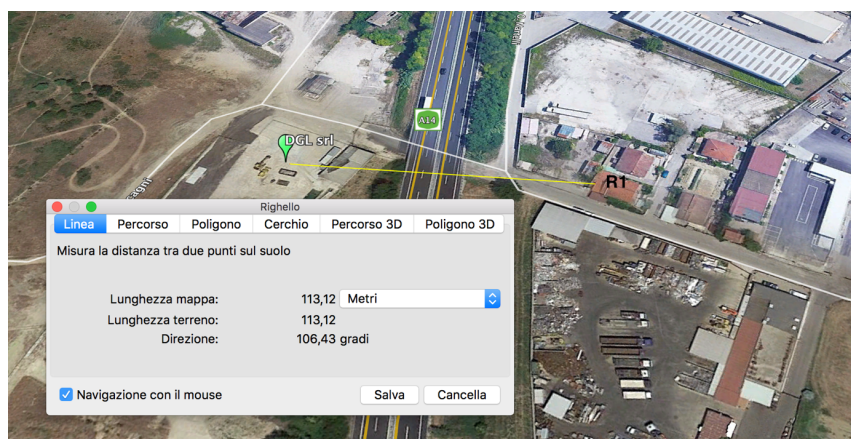 A14
DGL srl
R1
Righello
Linea Percorso Poligono Cerchio Percorso 3D Poligono 3D
Misura la distanza tra due punti sul suolo
Lunghezza mappa: 113,12 Metri
Lunghezza terreno: 113,12
Direzione: 106,43 gradi
Navigazione con il mouse Salva Cancella